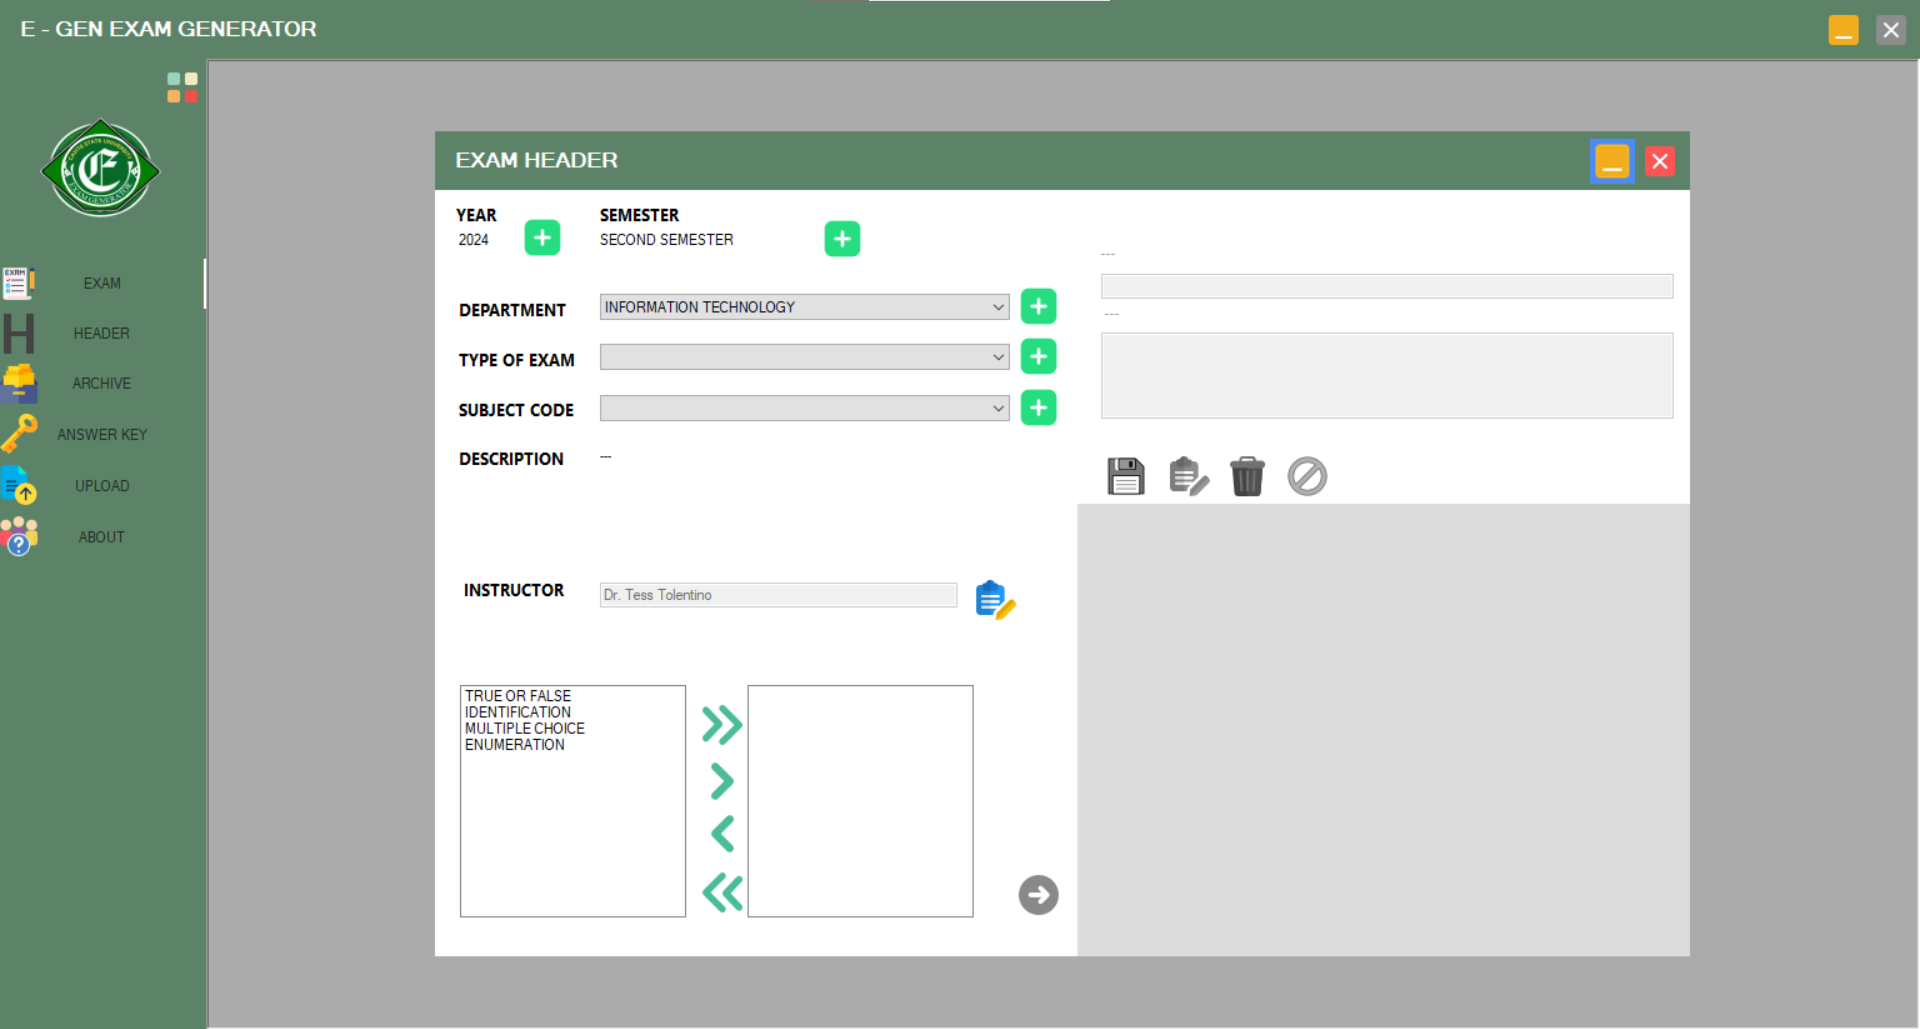 E - GEN EXAM GENERATOR
EXAM
HEADER
ARCHIVE
ANSWER KEY
UPLOAD
ABOUT
EXAM HEADER
YEAR
2024
SEMESTER
SECOND SEMESTER
DEPARTMENT
INFORMATION TECHNOLOGY
TYPE OF EXAM
SUBJECT CODE
DESCRIPTION
---
INSTRUCTOR
Dr. Tess Tolentino
TRUE OR FALSE
IDENTIFICATION
MULTIPLE CHOICE
ENUMERATION
---
---